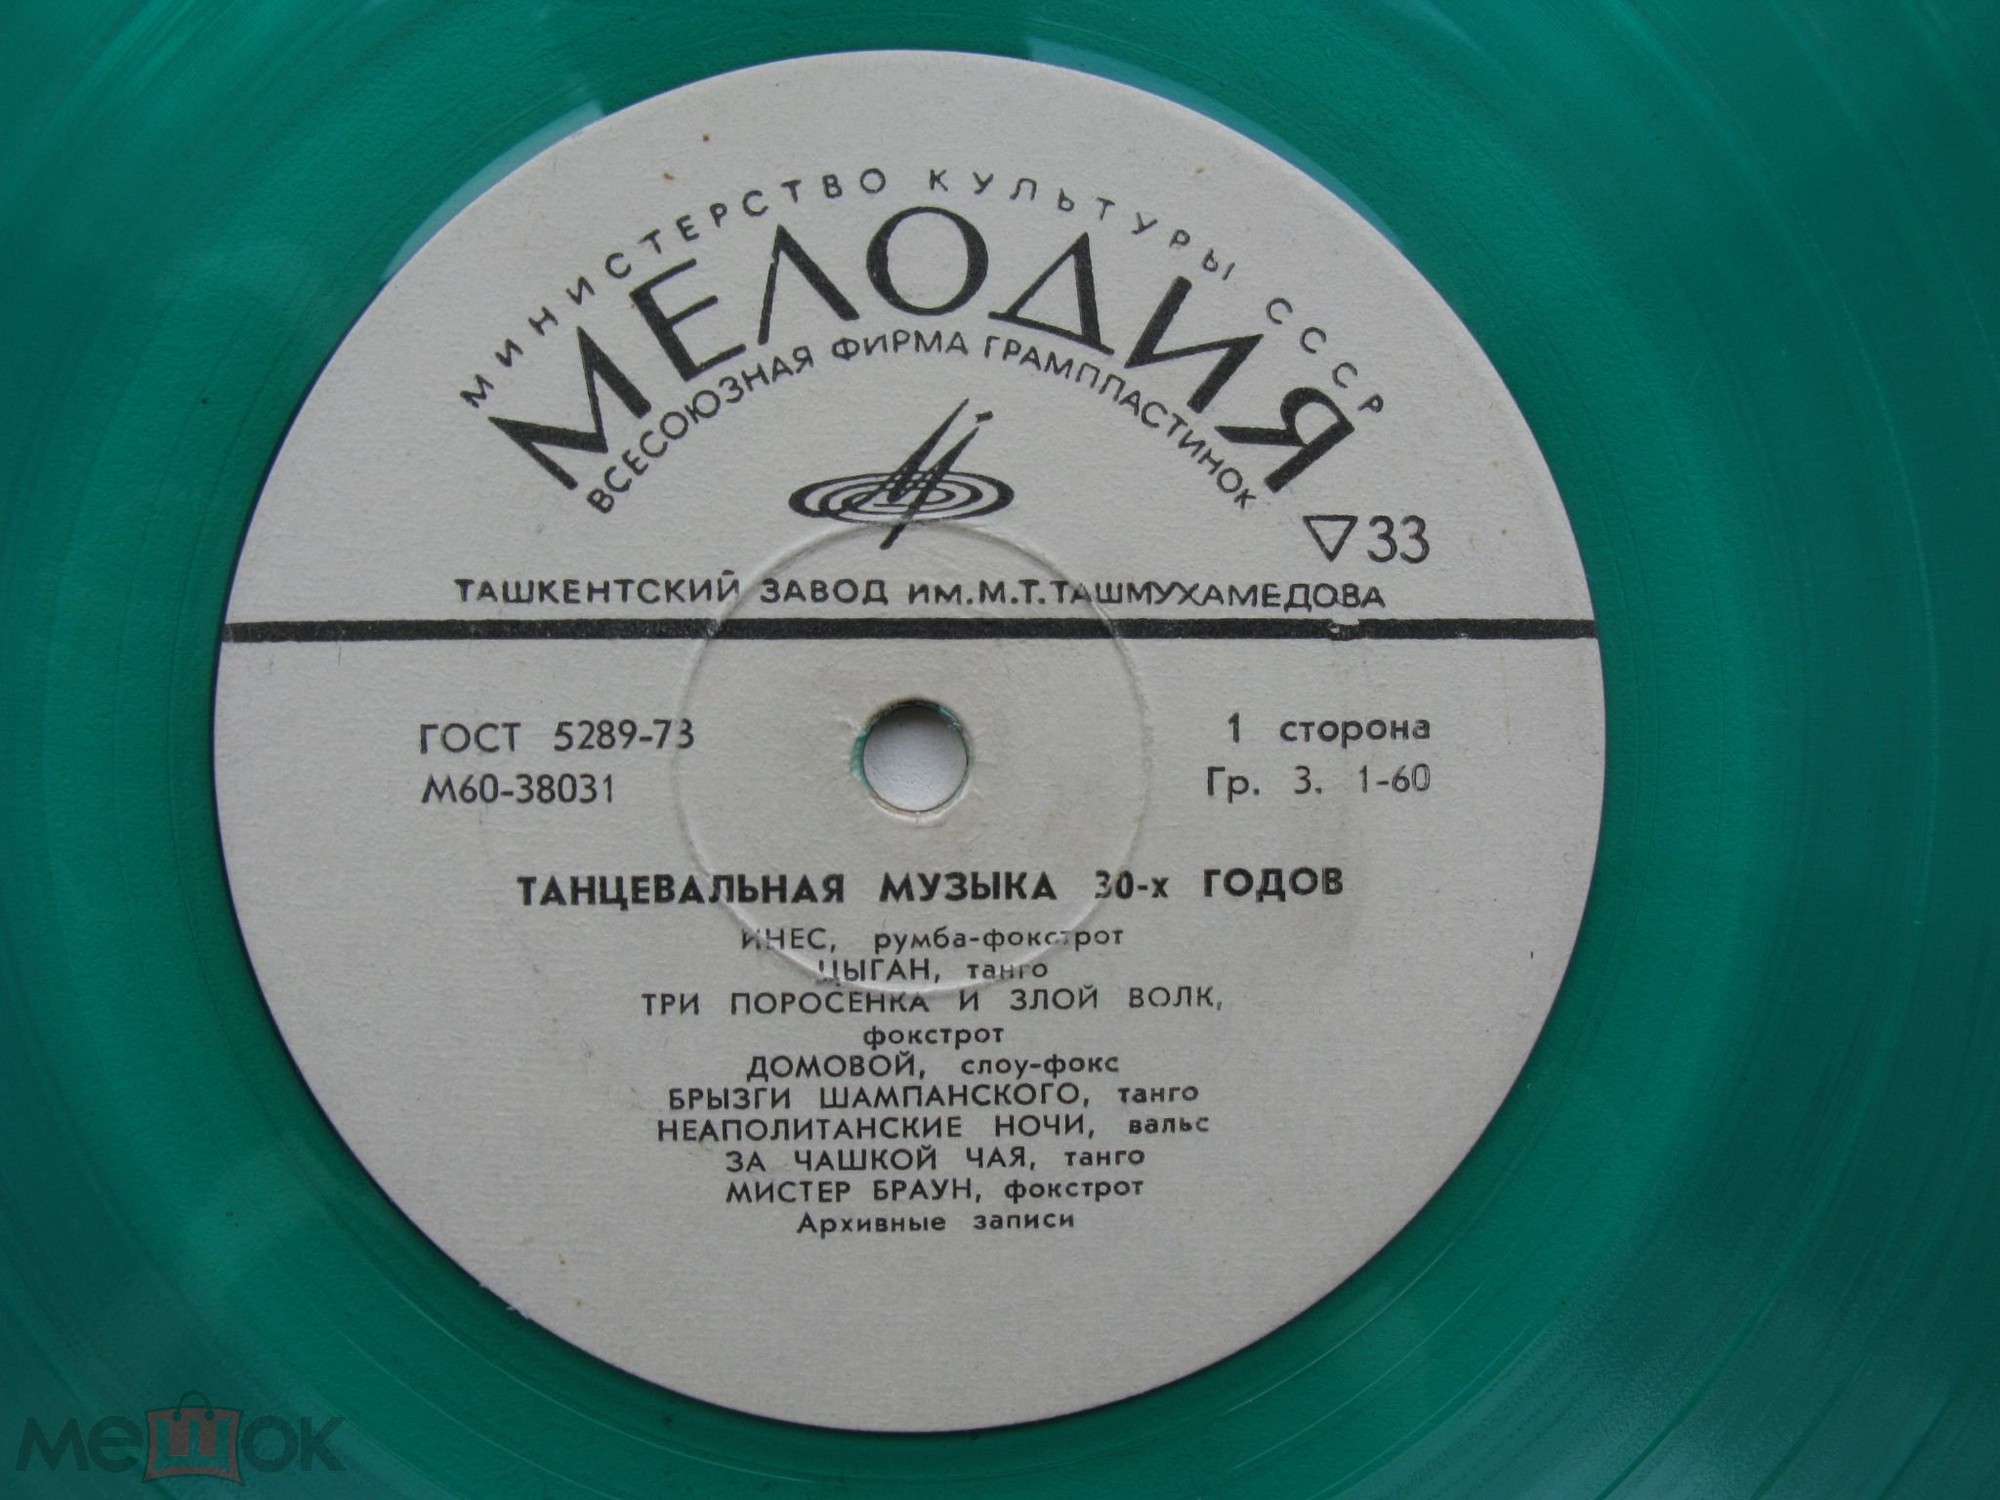 МИНИСТЕРСТВО КУЛЬТУРЫ СССР
МЕЛОДИЯ
ВСЕСОЮЗНАЯ ФИРМА ГРАМПЛАСТИНОК
33
ТАШКЕНТСКИЙ ЗАВОД ИМ.М.Т.ТАШМУХАМЕДОВА
ГОСТ 5289-73
М60-38031
1 сторона
Гр. 3. 1-60
ТАНЦЕВАЛЬНАЯ МУЗЫКА 30-х ГОДОВ
ИНЕС, румба-фокстрот
ЦЫГАН, танго
ТРИ ПОРОСЕНКА И ЗЛОЙ ВОЛК,
фокстрот
ДОМОВОЙ, слоу-фокс
БРЫЗГИ ШАМПАНСКОГО, танго
НЕАПОЛИТАНСКИЕ НОЧИ, вальс
ЗА ЧАШКОЙ ЧАЯ, танго
МИСТЕР БРАУН, фокстрот
Архивные записи
мешок